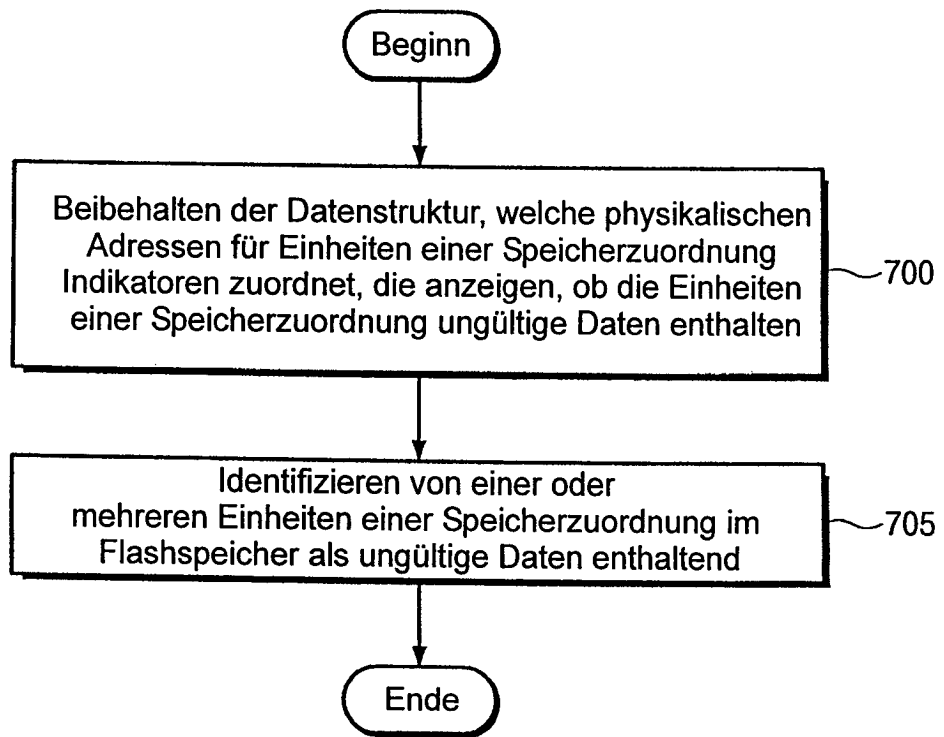 Beginn
Beibehalten der Datenstruktur, welche physikalischen
Adressen für Einheiten einer Speicherzuordnung
Indikatoren zuordnet, die anzeigen, ob die Einheiten
einer Speicherzuordnung ungültige Daten enthalten
700
Identifizieren von einer oder
mehreren Einheiten einer Speicherzuordnung im
Flashspeicher als ungültige Daten enthaltend
705
Ende